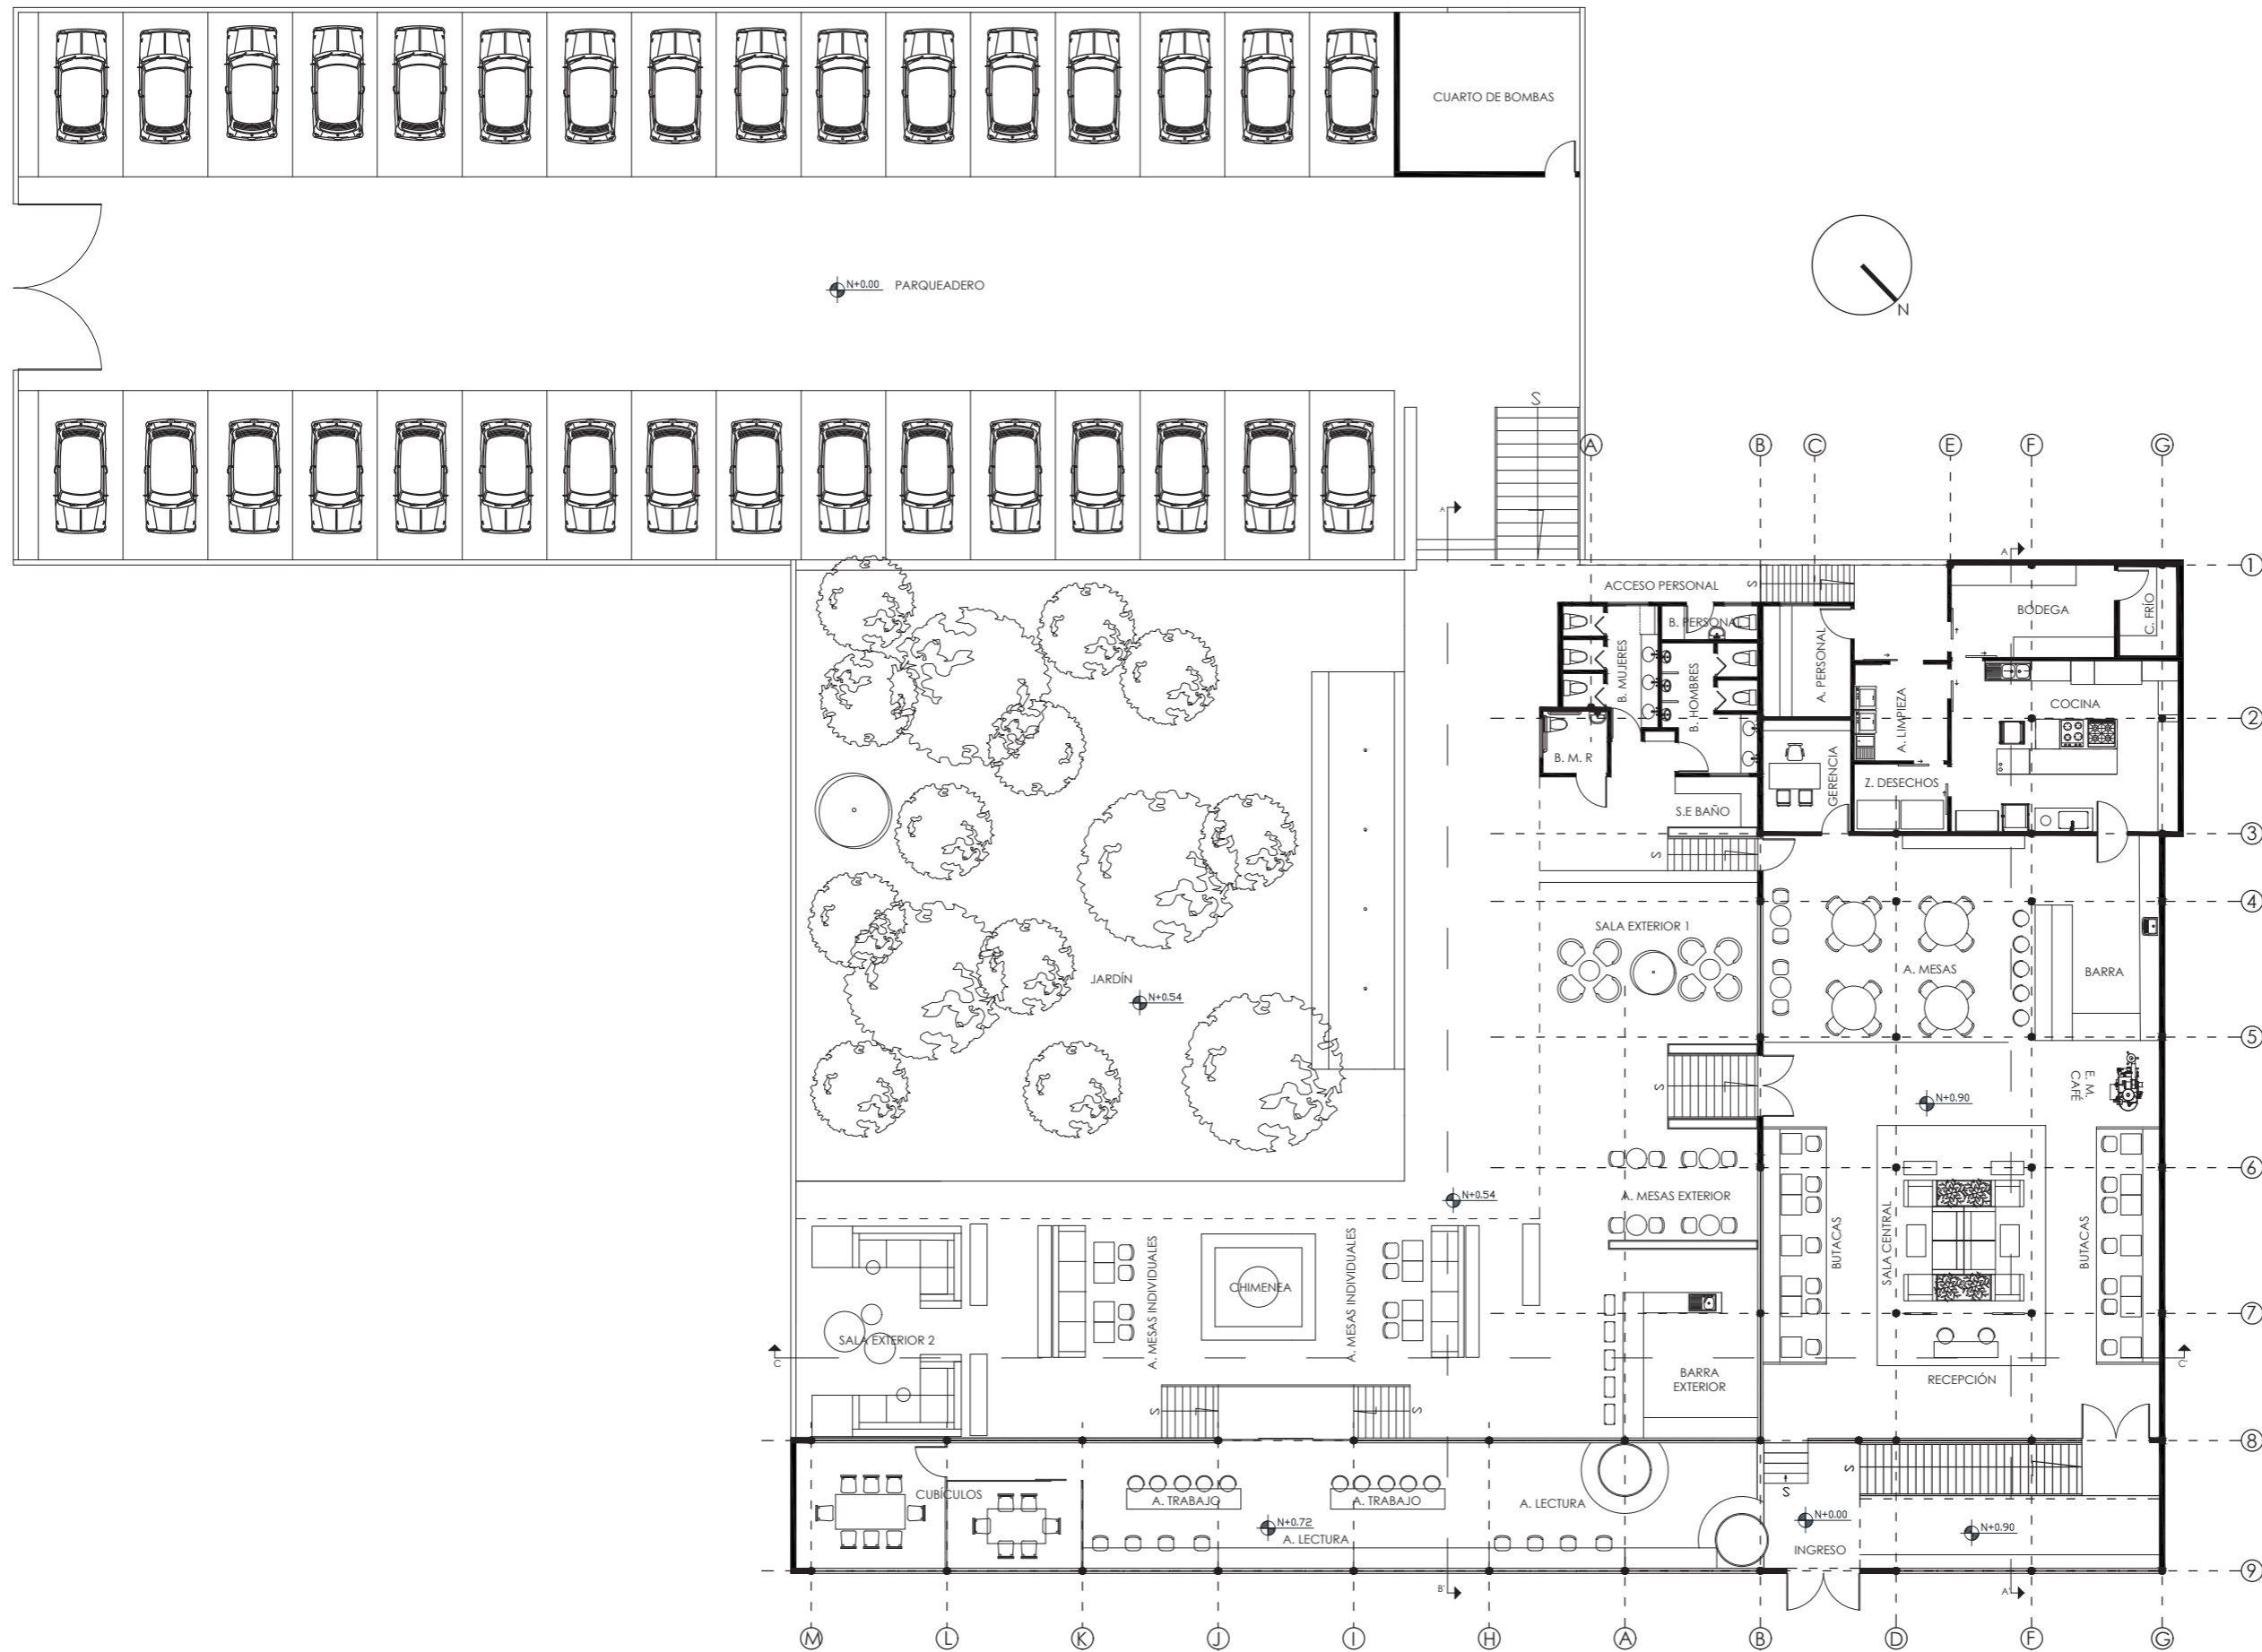 CUARTO DE BOMBAS
N+0.00 PARQUEADERO
N
S
A B C E F G
A
A
1
ACCESO PERSONAL
S
BODEGA
C. FRÍO
B. PERSONAL
B. MUJERES
B. HOMBRES
A. PERSONAL
A. LIMPIEZA
COCINA
2
B. M. R
GERENCIA
Z. DESECHOS
S.E BAÑO
3
S
4
SALA EXTERIOR 1
A. MESAS
BARRA
JARDÍN
N+0.54
5
S
E. M.
CAFÉ
N+0.90
6
N+0.54
A. MESAS EXTERIOR
BUTACAS
SALA CENTRAL
BUTACAS
A. MESAS INDIVIDUALES
CHIMENEA
A. MESAS INDIVIDUALES
7
SALA EXTERIOR 2
C
C'
BARRA
EXTERIOR
RECEPCIÓN
S
S
8
S
S
CUBÍCULOS
A. TRABAJO
A. TRABAJO
A. LECTURA
N+0.72
A. LECTURA
N+0.00
N+0.90
INGRESO
9
B'
A'
M L K J I H A B D F G